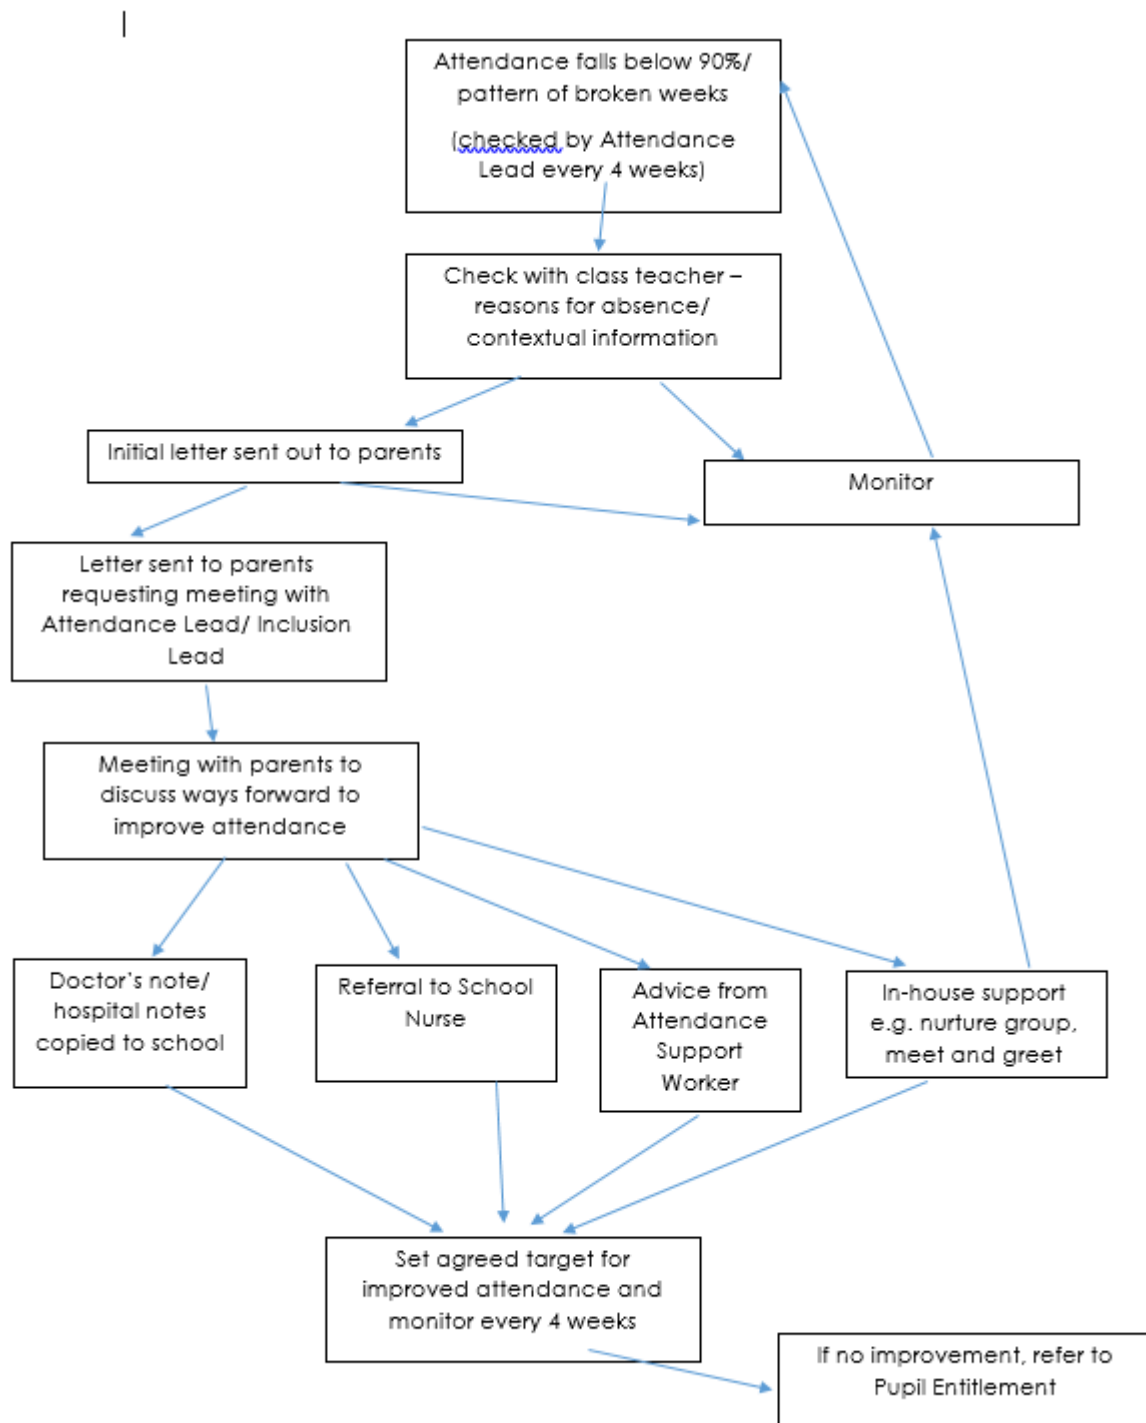 Attendance falls below 90%/
pattern of broken weeks
(checked by Attendance
Lead every 4 weeks)
Check with class teacher –
reasons for absence/
contextual information
Initial letter sent out to parents
Monitor
Letter sent to parents
requesting meeting with
Attendance Lead/ Inclusion
Lead
Meeting with parents to
discuss ways forward to
improve attendance
Doctor's note/
hospital notes
copied to school
Referral to School
Nurse
Advice from
Attendance
Support
Worker
In-house support
e.g. nurture group,
meet and greet
Set agreed target for
improved attendance and
monitor every 4 weeks
If no improvement, refer to
Pupil Entitlement